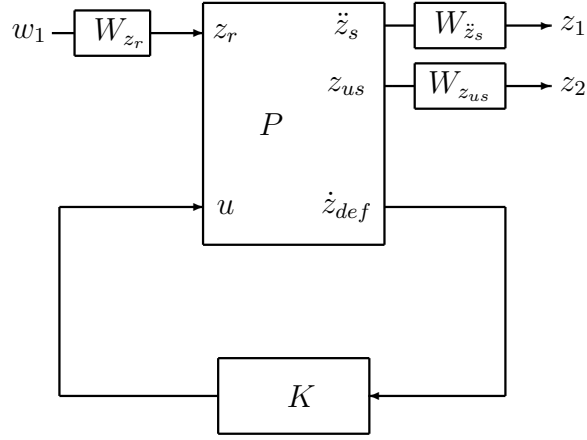 w₁ W_{z_r} z_r z̈_s W_{z̈_s} z₁
z_{us} W_{z_{us}} z₂
P
u ż_{def}
K